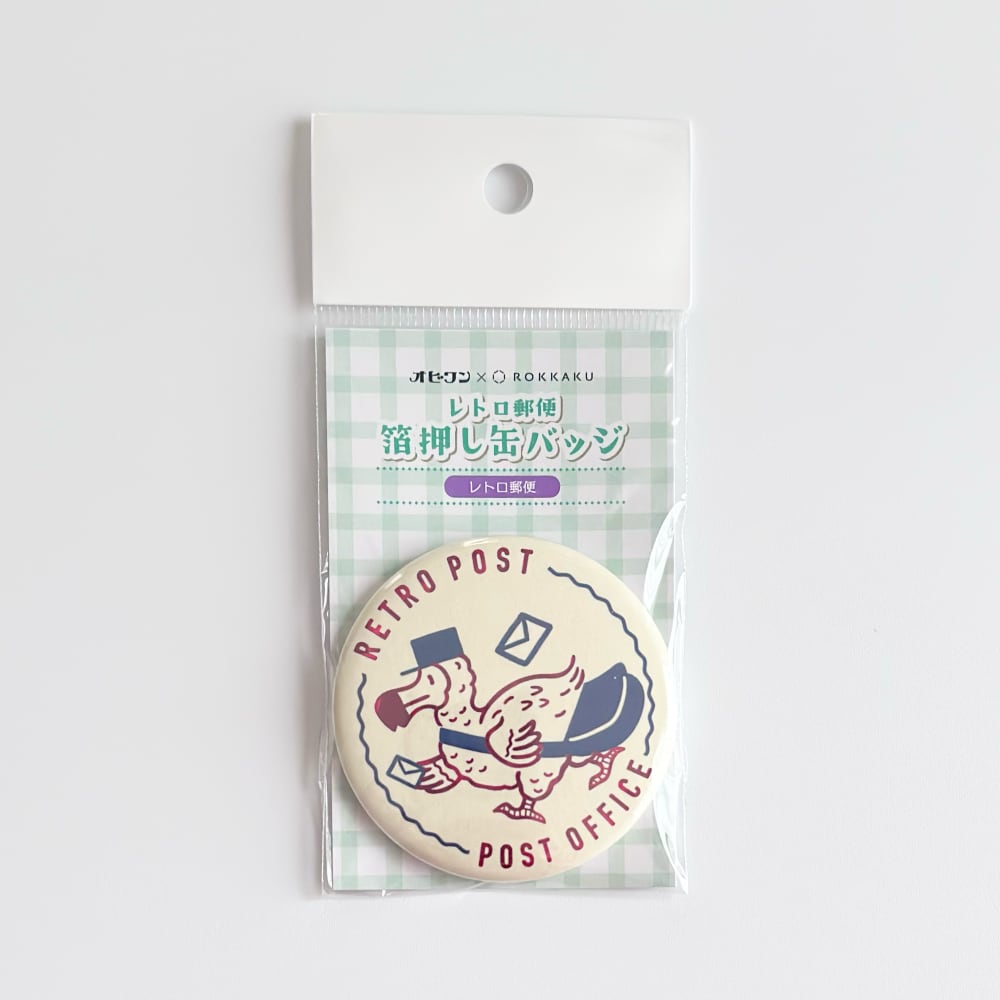 オビワン × ROKKAKU
レトロ郵便
箔押し缶バッジ
レトロ郵便
RETRO POST
POST OFFICE